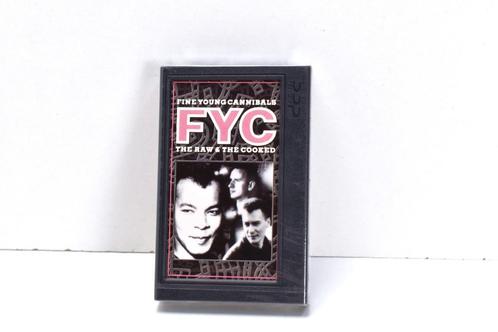 FINE YOUNG CANNIBALS
FYC
THE RAW & THE COOKED